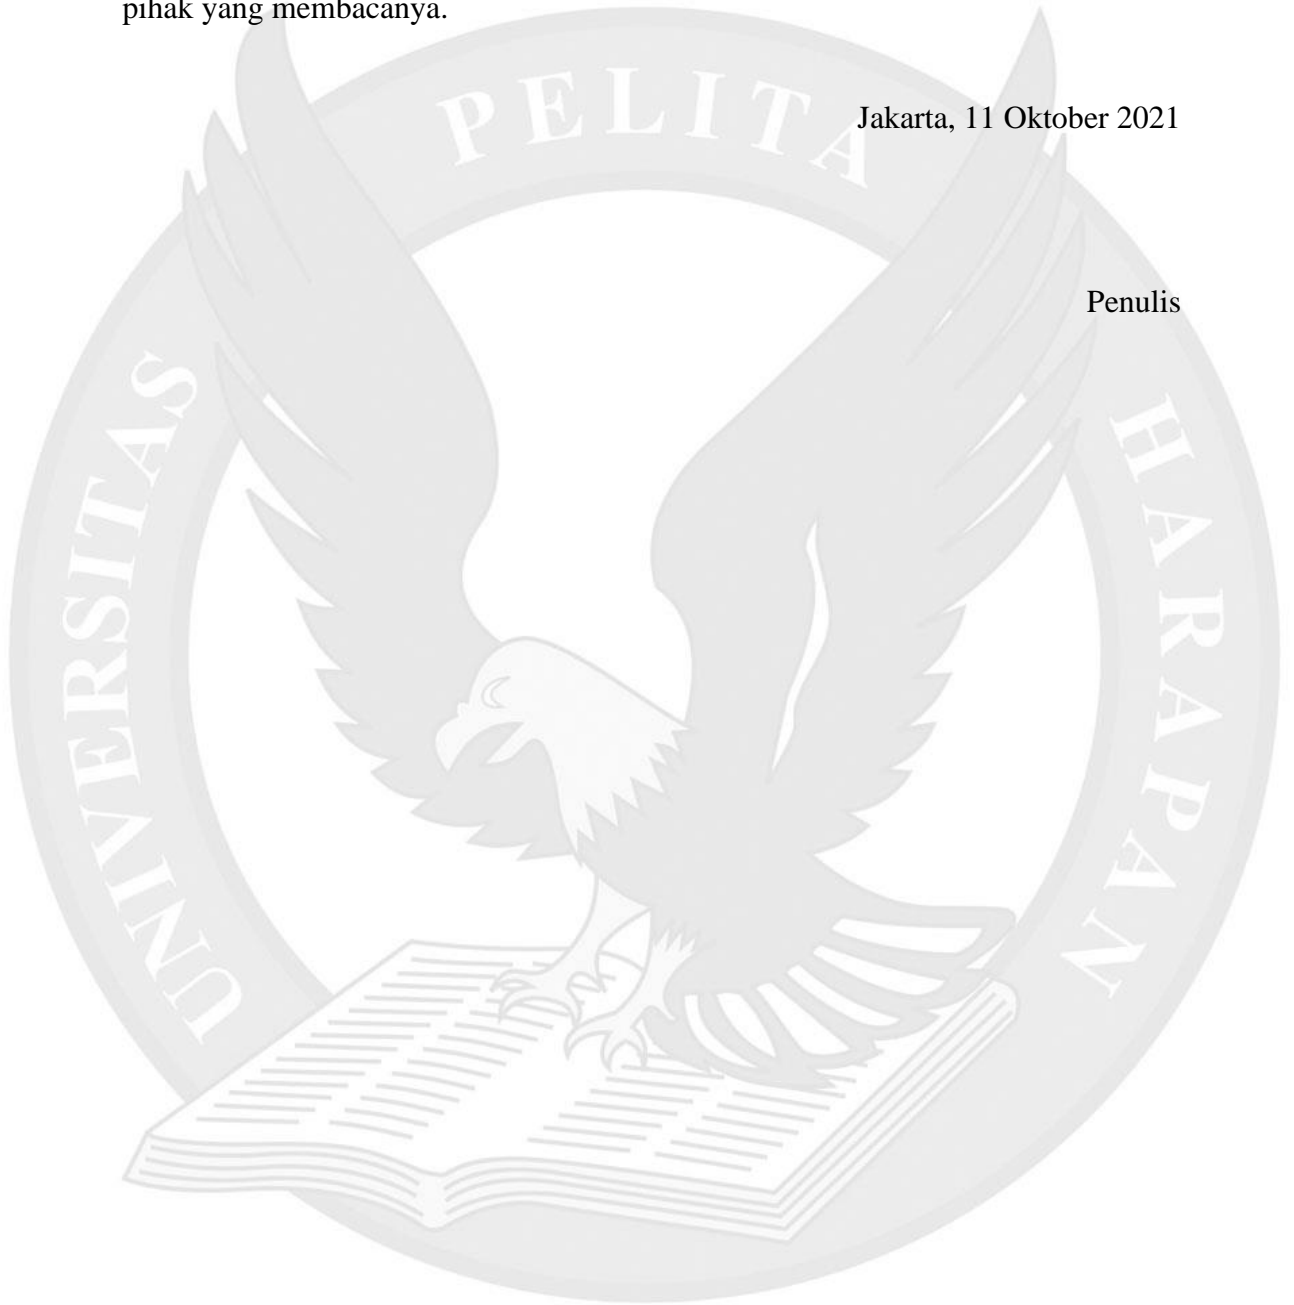 pihak yang membacanya.
Jakarta, 11 Oktober 2021
Penulis
UNIVERSITAS PELITA HARAPAN